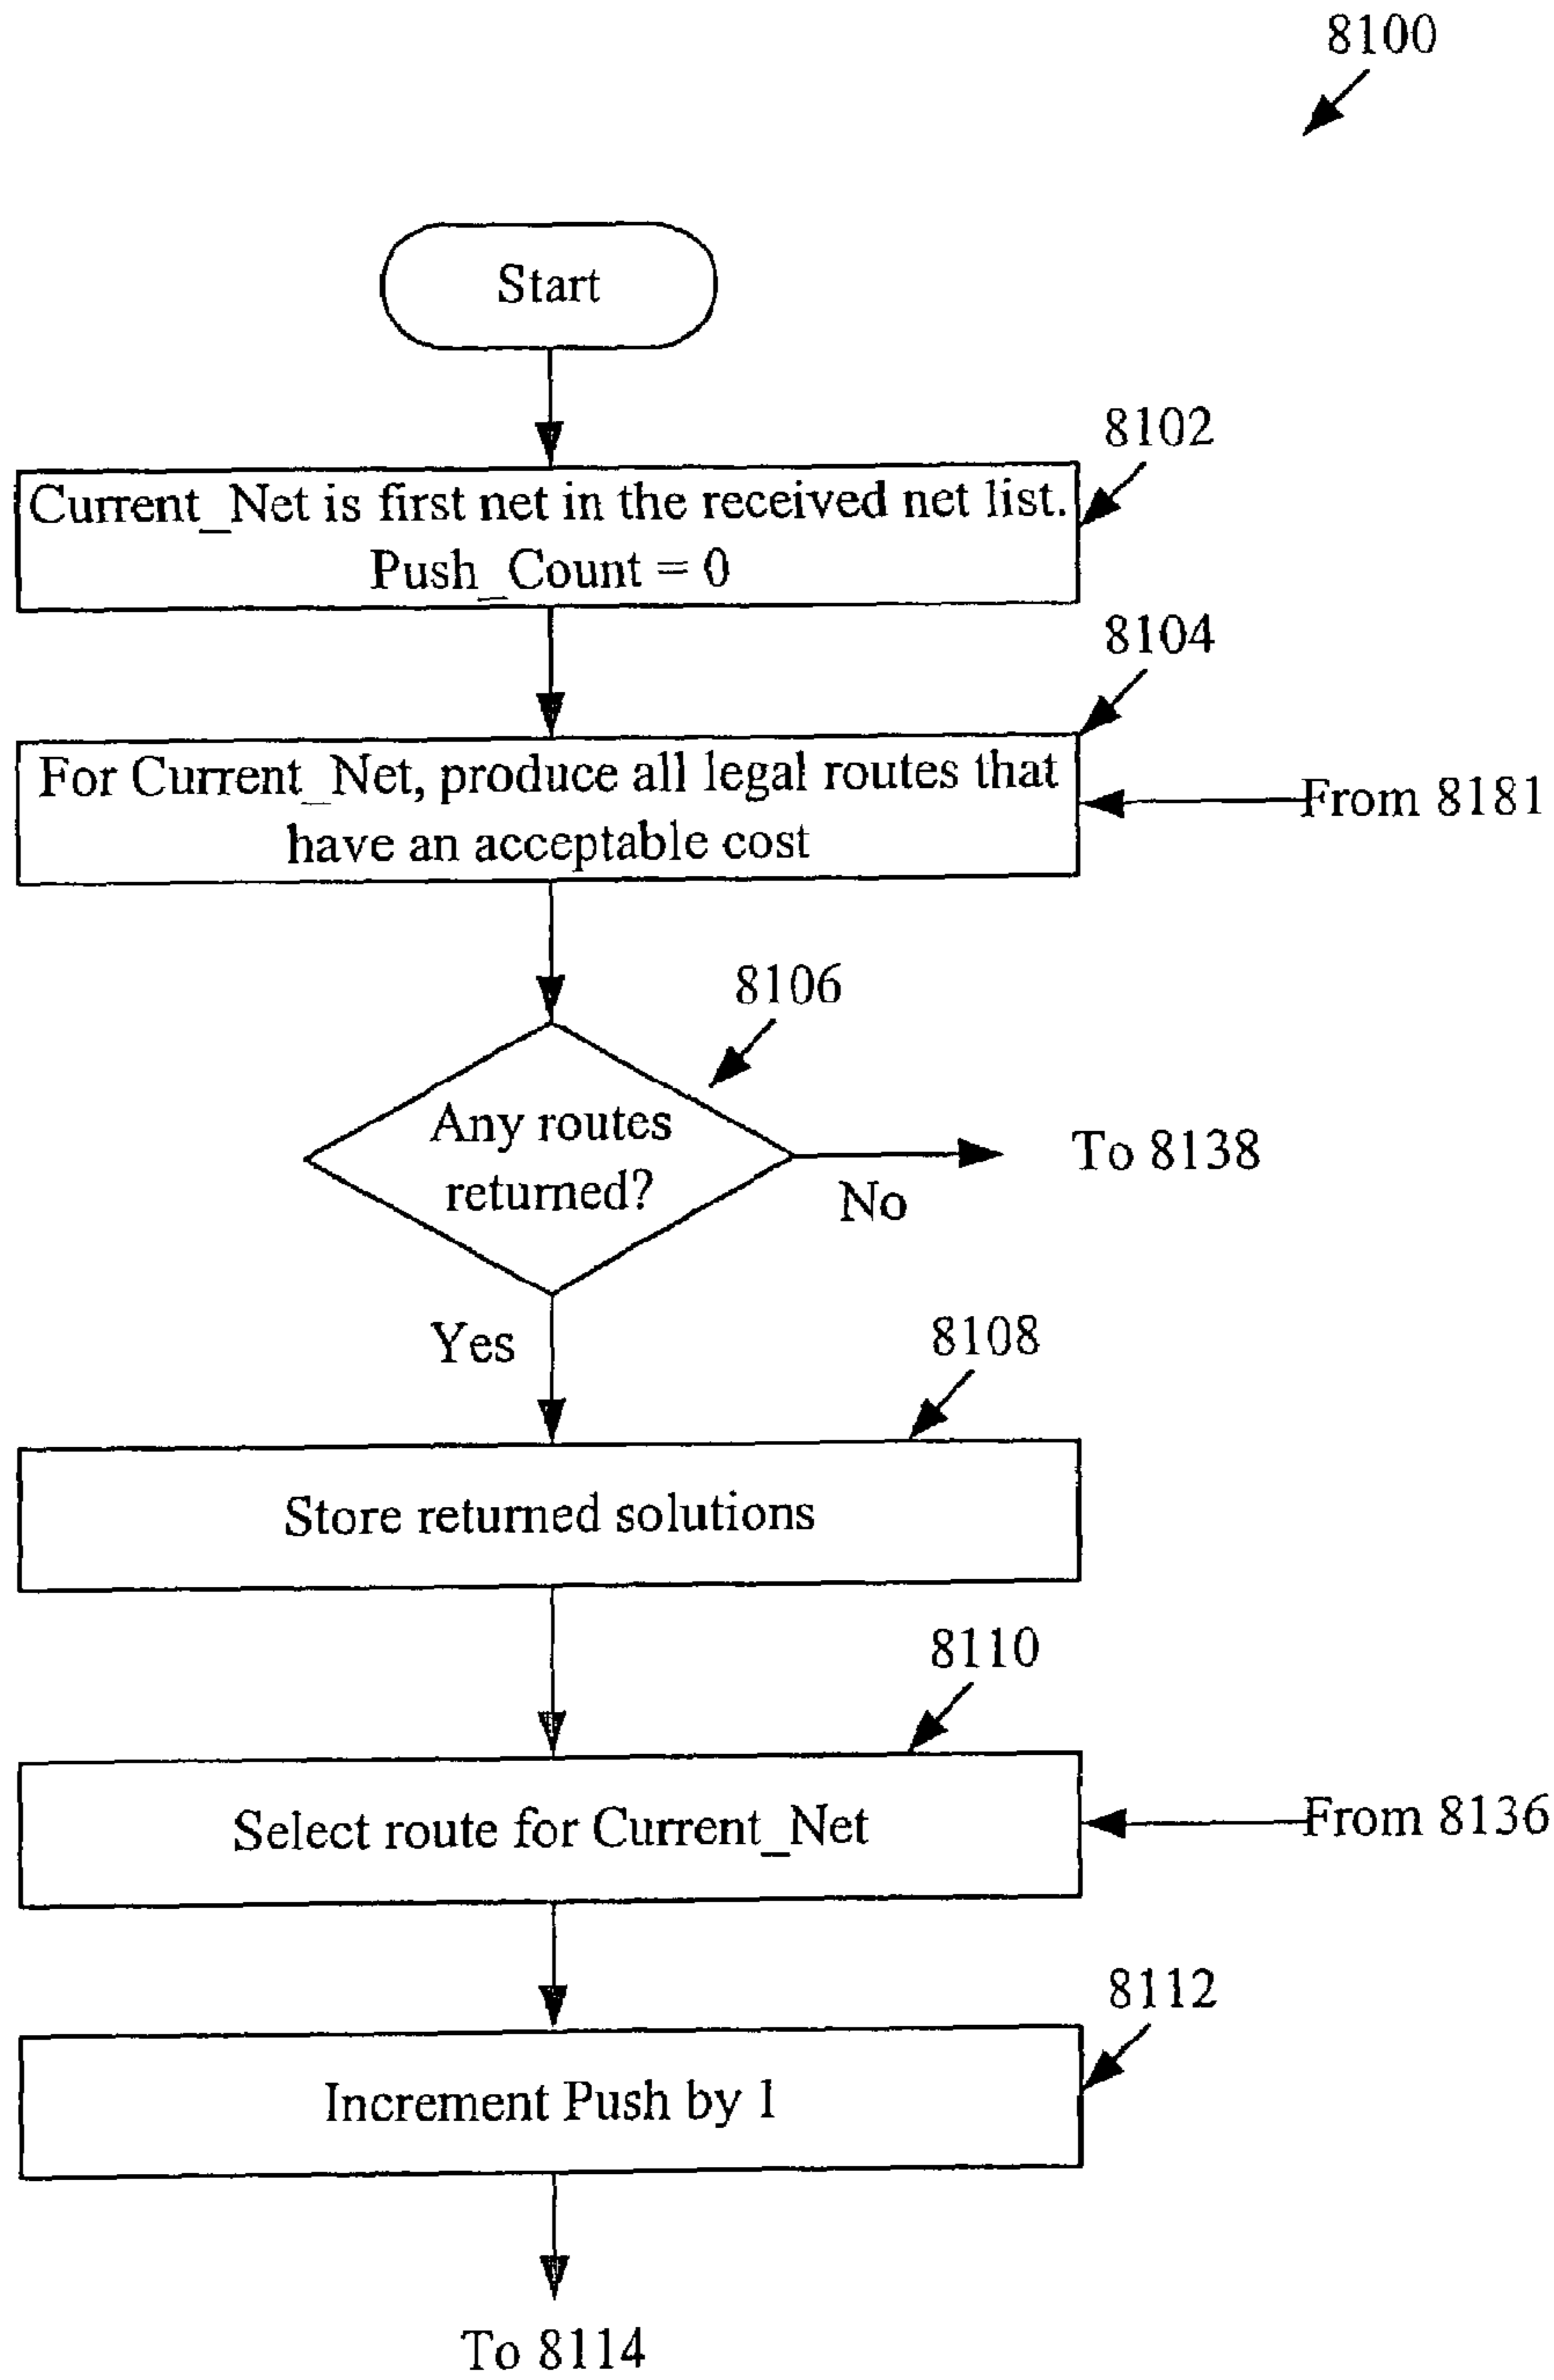 8100
Start
8102
Current_Net is first net in the received net list.
Push_Count = 0
8104
For Current_Net, produce all legal routes that
have an acceptable cost
From 8181
8106
Any routes
returned?
To 8138
No
Yes
8108
Store returned solutions
8110
Select route for Current_Net
From 8136
8112
Increment Push by 1
To 8114